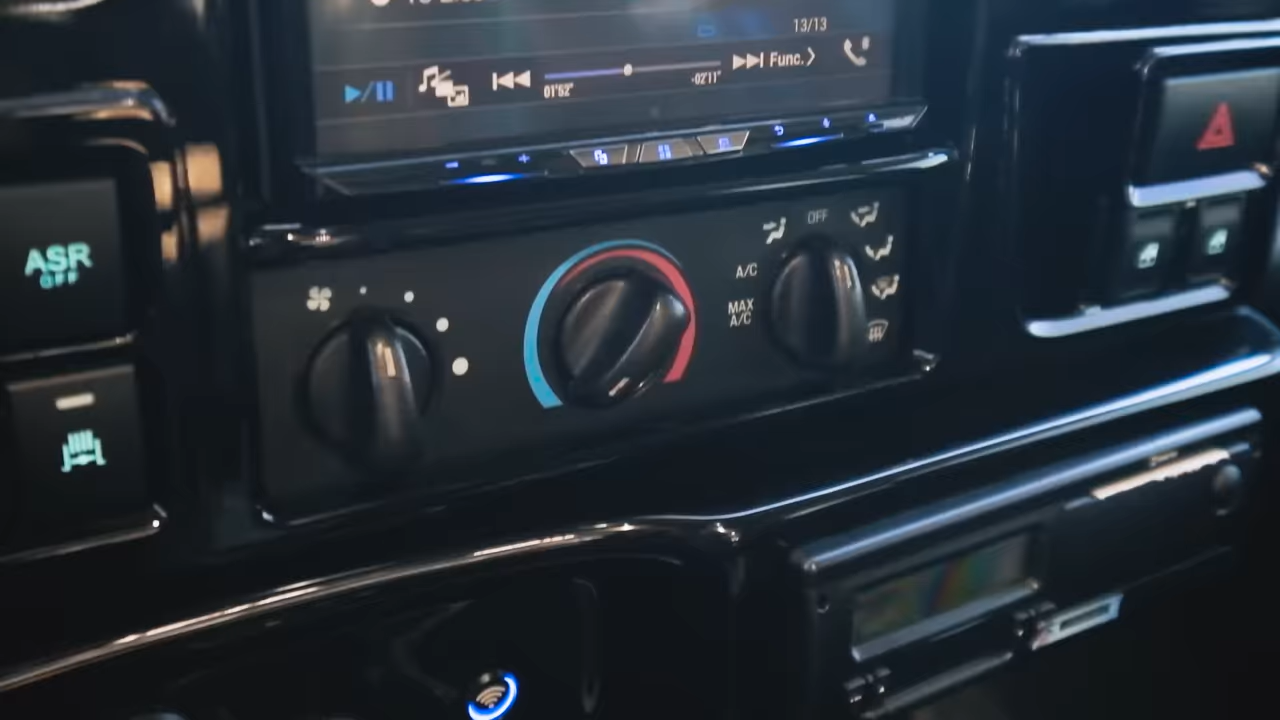 13/13
Func.
01'52"
-02'11"
ASR
OFF
OFF
A/C
MAX
A/C